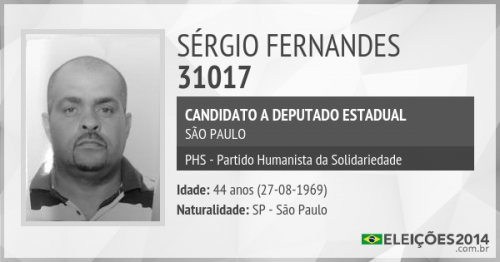 SÉRGIO FERNANDES
31017
CANDIDATO A DEPUTADO ESTADUAL
SÃO PAULO
PHS - Partido Humanista da Solidariedade
Idade: 44 anos (27-08-1969)
Naturalidade: SP - São Paulo
ELEIÇÕES2014
.com.br